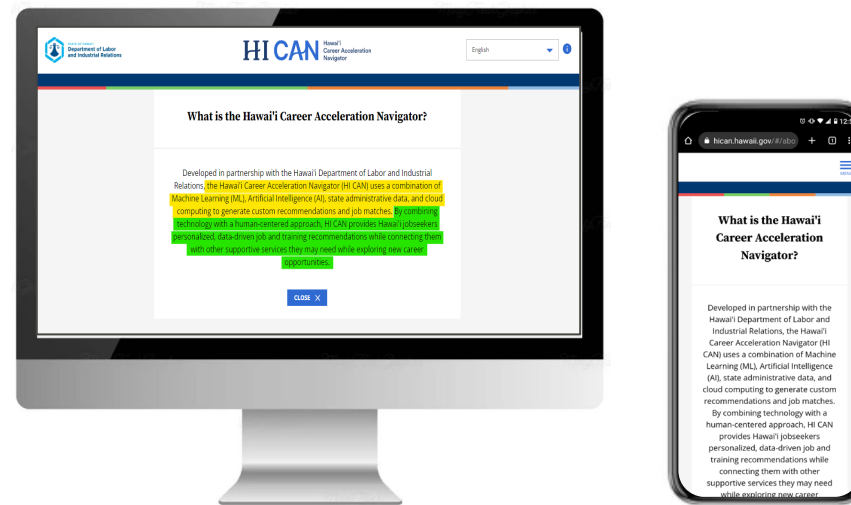 STATE OF HAWAII
Department of Labor
and Industrial Relations
HI CAN
Hawai'i
Career Acceleration
Navigator
English
What is the Hawai'i Career Acceleration Navigator?
Developed in partnership with the Hawai'i Department of Labor and Industrial
Relations, the Hawai'i Career Acceleration Navigator (HI CAN) uses a combination of
Machine Learning (ML), Artificial Intelligence (AI), state administrative data, and cloud
computing to generate custom recommendations and job matches. By combining
technology with a human-centered approach, HI CAN provides Hawai'i jobseekers
personalized, data-driven job and training recommendations while connecting them
with other supportive services they may need while exploring new career
opportunities.
CLOSE X
12:5
hican.hawaii.gov/#/abo
1
MENU
What is the Hawai'i
Career Acceleration
Navigator?
Developed in partnership with the
Hawai'i Department of Labor and
Industrial Relations, the Hawai'i
Career Acceleration Navigator (HI
CAN) uses a combination of Machine
Learning (ML), Artificial Intelligence
(AI), state administrative data, and
cloud computing to generate custom
recommendations and job matches.
By combining technology with a
human-centered approach, HI CAN
provides Hawai'i jobseekers
personalized, data-driven job and
training recommendations while
connecting them with other
supportive services they may need
while exploring new career